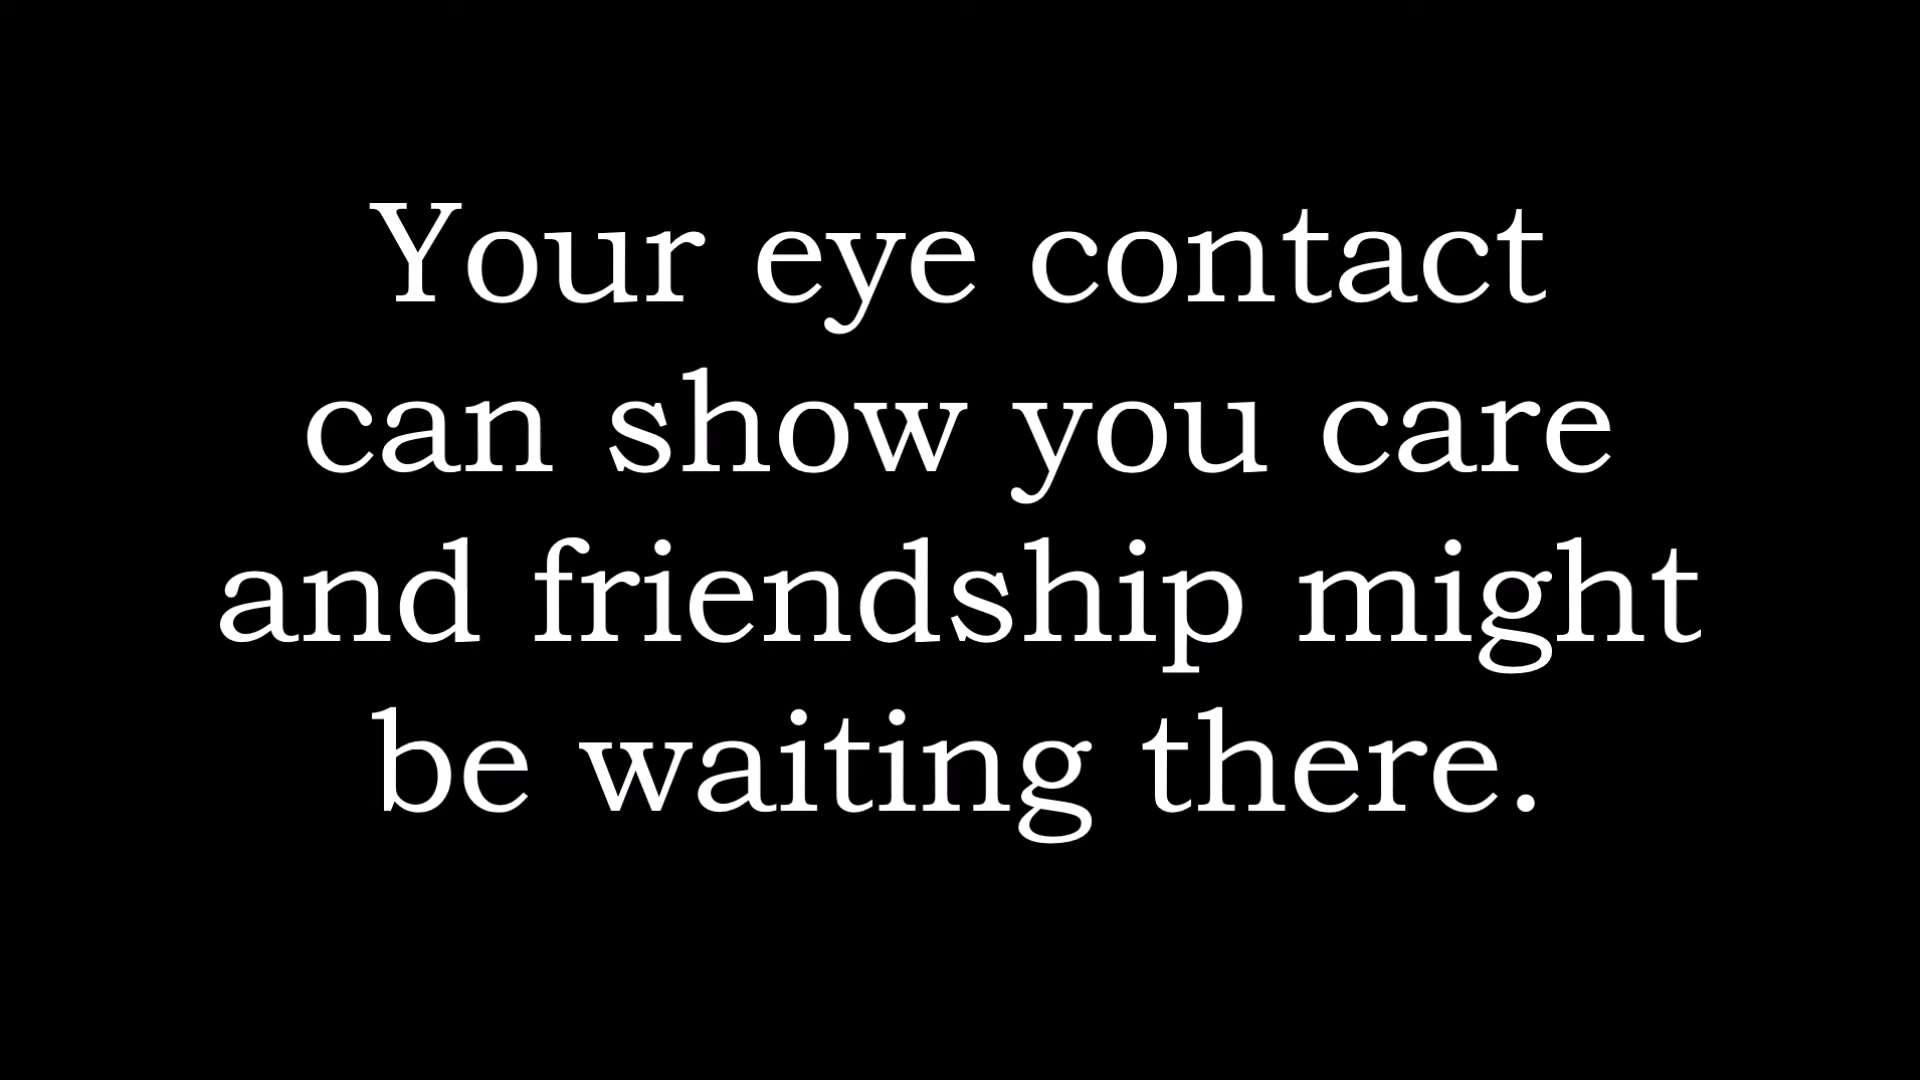 Your eye contact
can show you care
and friendship might
be waiting there.